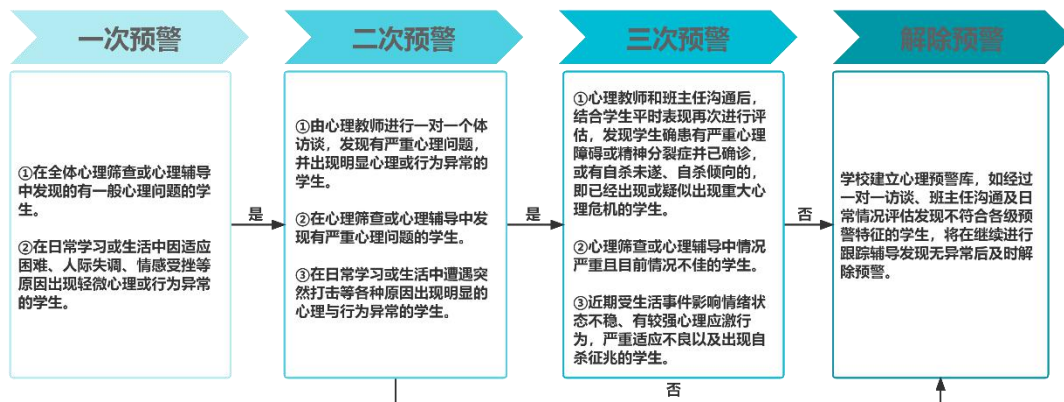 一次预警
二次预警
三次预警
解除预警
①在全体心理筛查或心理辅导
中发现的有一般心理问题的学
生。
②在日常学习或生活中因适应
困难、人际失调、情感受挫等
原因出现轻微心理或行为异常
的学生。
是
①由心理教师进行一对一个体
访谈，发现有严重心理问题，
并出现明显心理或行为异常的
学生。
②在心理筛查或心理辅导中发
现有严重心理问题的学生。
③在日常学习或生活中遭遇突
然打击等各种原因出现明显的
心理与行为异常的学生。
是
①心理教师和班主任沟通后，
结合学生平时表现再次进行评
估，发现学生确患有严重心理
障碍或精神分裂症并已确诊，
或有自杀未遂、自杀倾向的，
即已经出现或疑似出现重大心
理危机的学生。
②心理筛查或心理辅导中情况
严重且目前情况不佳的学生。
③近期受生活事件影响情绪状
态不稳、有较强心理应激行
为，严重适应不良以及出现自
杀征兆的学生。
否
学校建立心理预警库，如经过
一对一访谈、班主任沟通及日
常情况评估发现不符合各级预
警特征的学生，将在继续进行
跟踪辅导发现无异常后及时解
除预警。
否